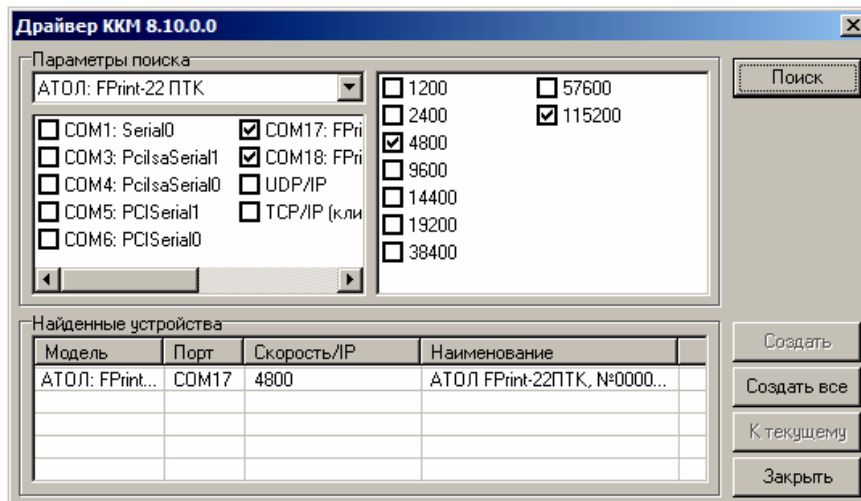 Драйвер ККМ 8.10.0.0
Параметры поиска
АТОЛ: FPrint-22 ПТК
COM1: Serial0
COM3: PciIsaSerial1
COM4: PciIsaSerial0
COM5: PCISerial1
COM6: PCISerial0
COM17: FPri
COM18: FPri
UDP/IP
TCP/IP (кли
1200
2400
4800
9600
14400
19200
38400
57600
115200
Поиск
Найденные устройства
Модель Порт Скорость/IP Наименование
АТОЛ: FPrint... COM17 4800 АТОЛ FPrint-22ПТК, №0000...
Создать
Создать все
К текущему
Закрыть